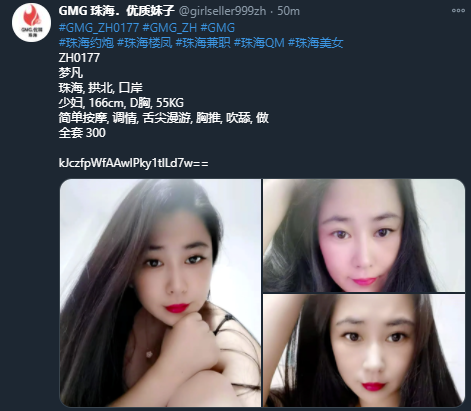 GMG 珠海．优质妹子 @girlseller999zh · 50m
#GMG_ZH0177 #GMG_ZH #GMG
#珠海约炮 #珠海楼凤 #珠海兼职 #珠海QM #珠海美女
ZH0177
梦凡
珠海, 拱北, 口岸
少妇, 166cm, D胸, 55KG
简单按摩, 调情, 舌尖漫游, 胸推, 吹舔, 做
全套 300
kJczfpWfAAwlPky1tlLd7w==